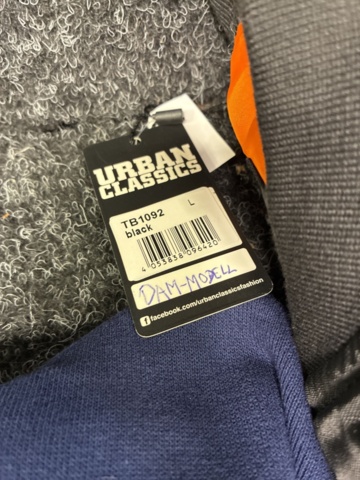 URBAN
CLASSICS
TB1092 L
black
4 053838 096420
DAM-MODELL
facebook.com/urbanclassicsfashion